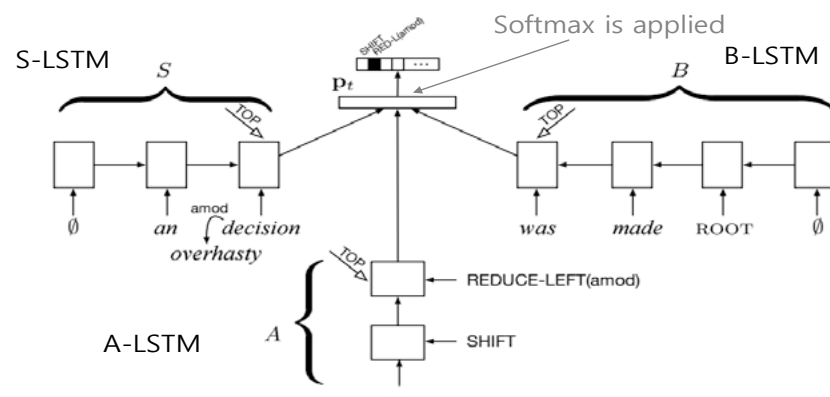 Softmax is applied
SHIFT
RED-L(amod)
...
S-LSTM
B-LSTM
S
p_t
B
TOP
TOP
∅
an
amod
decision
overhasty
was
made
ROOT
∅
TOP
REDUCE-LEFT(amod)
A
A-LSTM
SHIFT